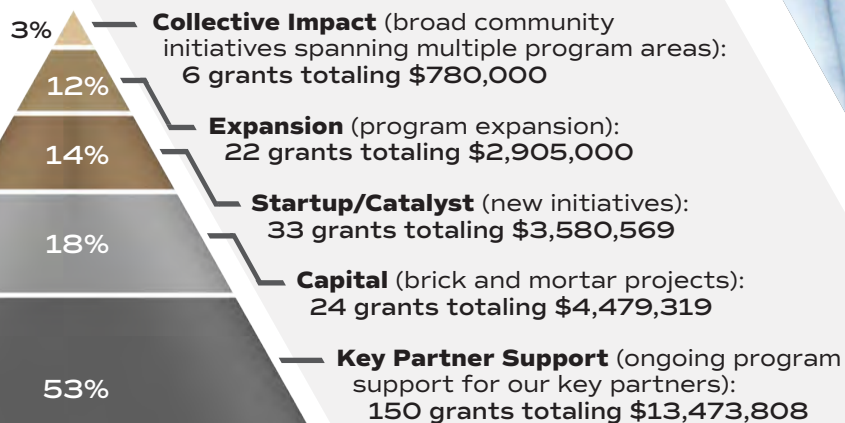 3%
Collective Impact (broad community
initiatives spanning multiple program areas):
6 grants totaling $780,000
12%
Expansion (program expansion):
22 grants totaling $2,905,000
14%
Startup/Catalyst (new initiatives):
33 grants totaling $3,580,569
18%
Capital (brick and mortar projects):
24 grants totaling $4,479,319
53%
Key Partner Support (ongoing program
support for our key partners):
150 grants totaling $13,473,808